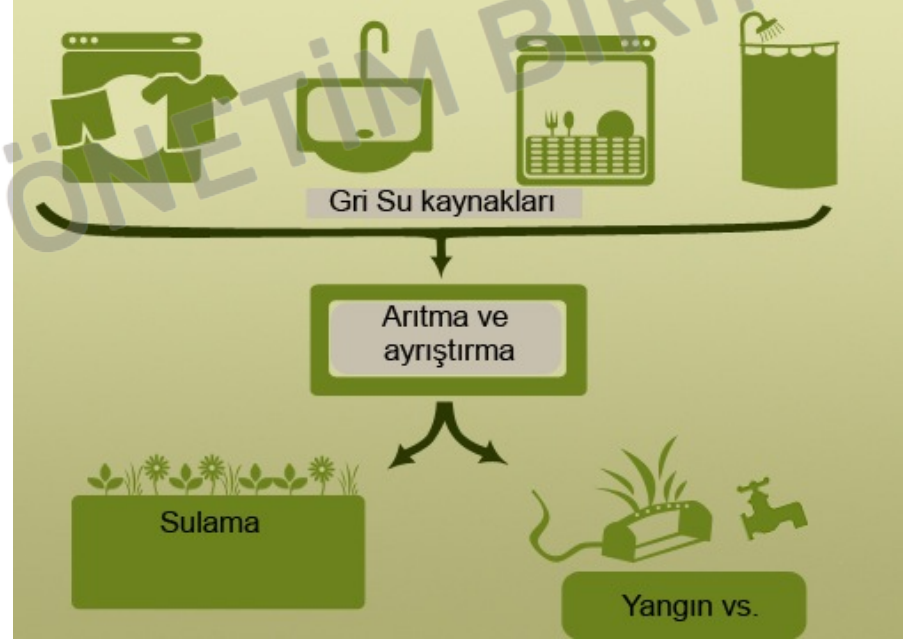 ÖNETİM BİRİ
Gri Su kaynakları
Arıtma ve
ayrıştırma
Sulama
Yangın vs.